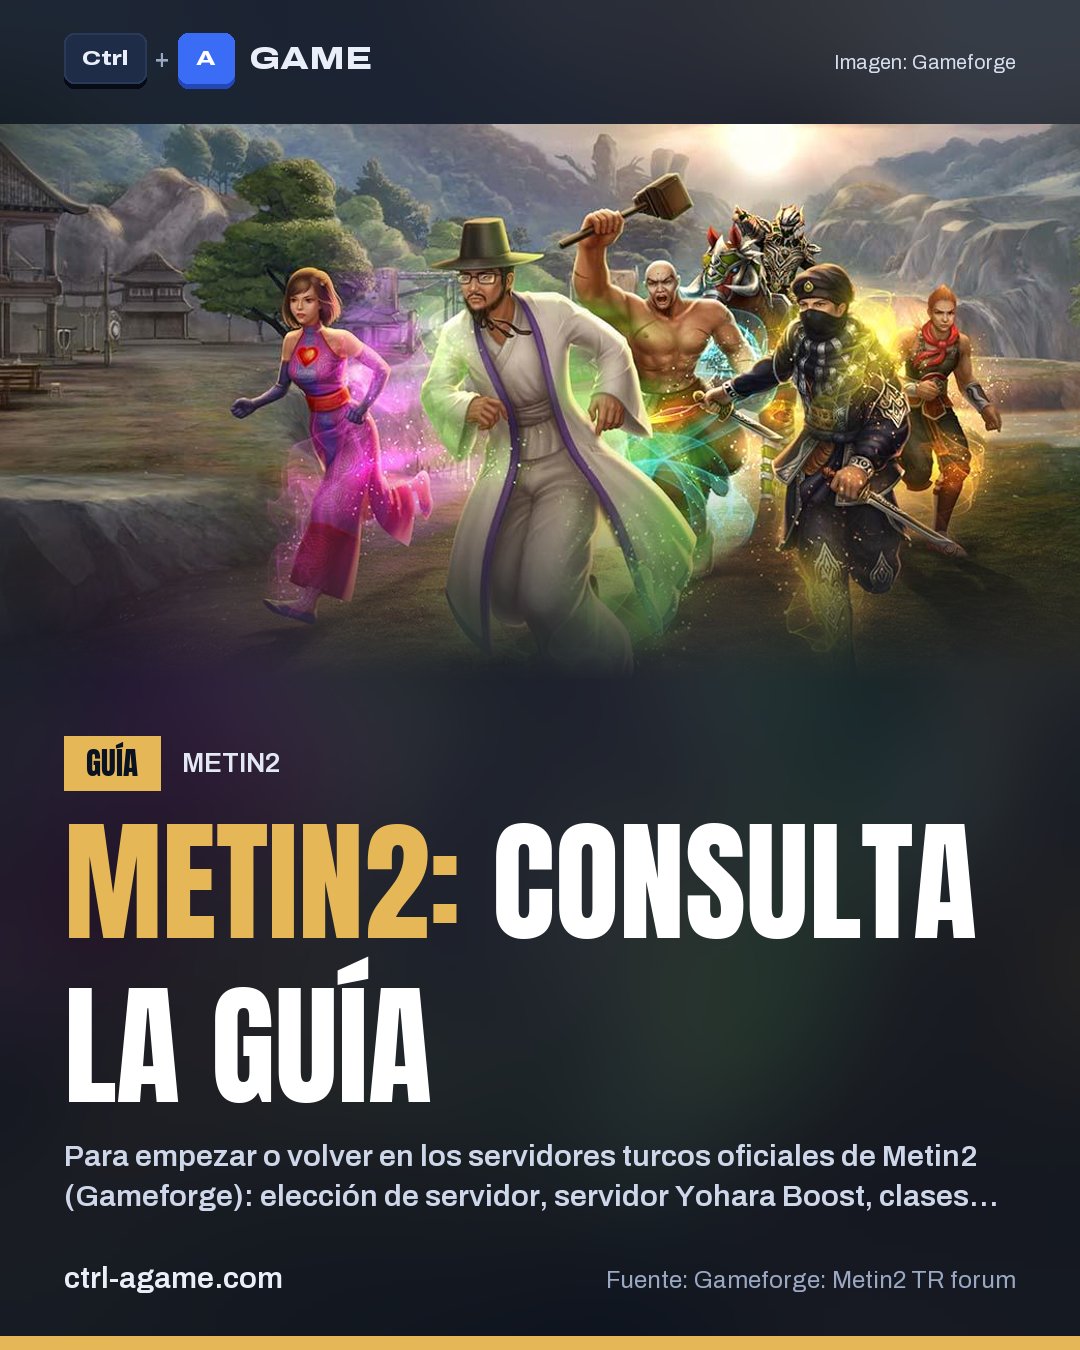 Ctrl + A GAME
Imagen: Gameforge
GUÍA METIN2
METIN2: CONSULTA
LA GUÍA
Para empezar o volver en los servidores turcos oficiales de Metin2
(Gameforge): elección de servidor, servidor Yohara Boost, clases...
ctrl-agame.com
Fuente: Gameforge: Metin2 TR forum